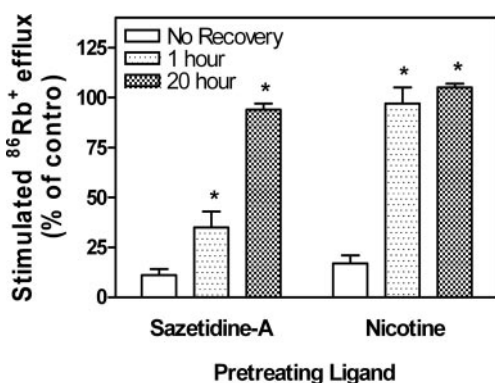 Stimulated ⁸⁶Rb⁺ efflux
(% of contro)
125
100
75
50
25
0
No Recovery
1 hour
20 hour
*
*
*
*
Sazetidine-A
Nicotine
Pretreating Ligand